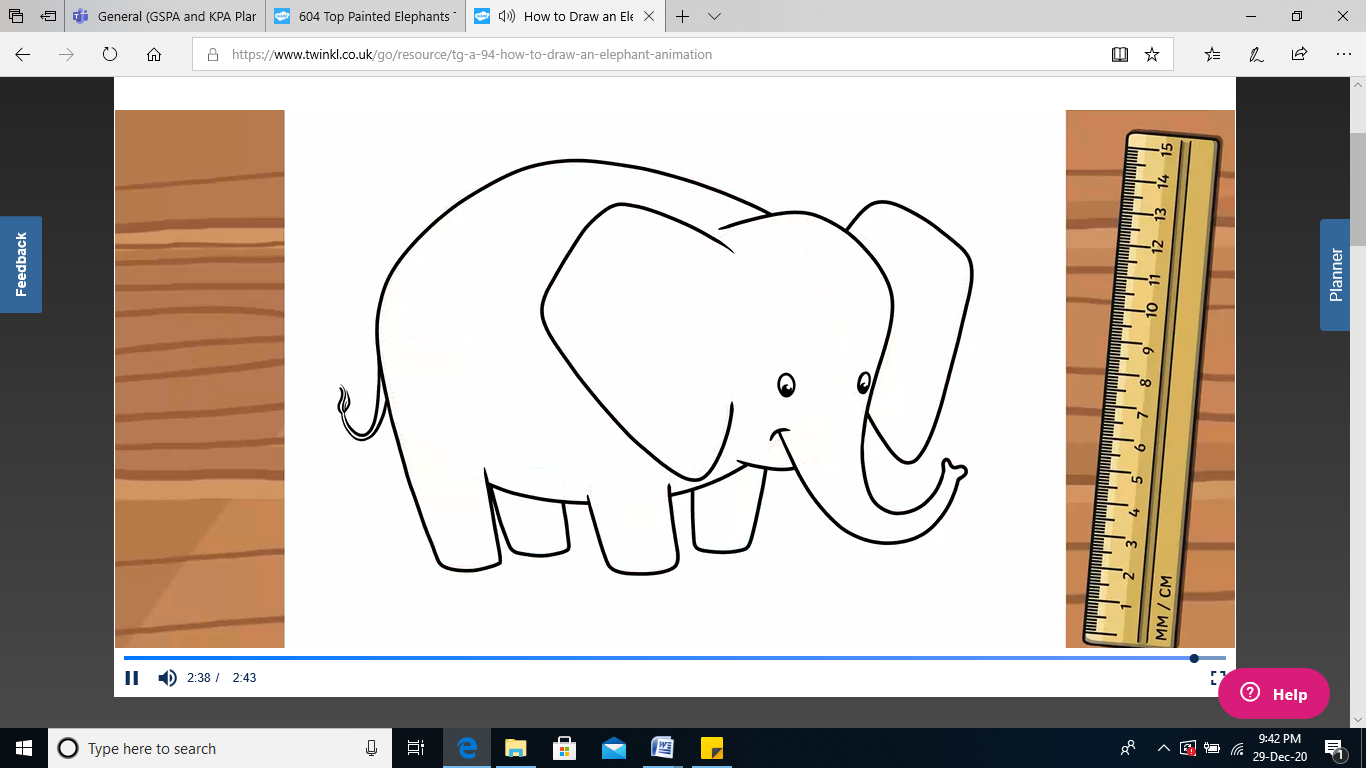 General (GSPA and KPA Plar
604 Top Painted Elephants
How to Draw an Ele
https://www.twinkl.co.uk/go/resource/tg-a-94-how-to-draw-an-elephant-animation
Feedback
Planner
15
14
13
12
11
10
9
8
7
6
5
4
3
2
1
MM / CM
2:38 / 2:43
Help
Type here to search
9:42 PM
29-Dec-20
1